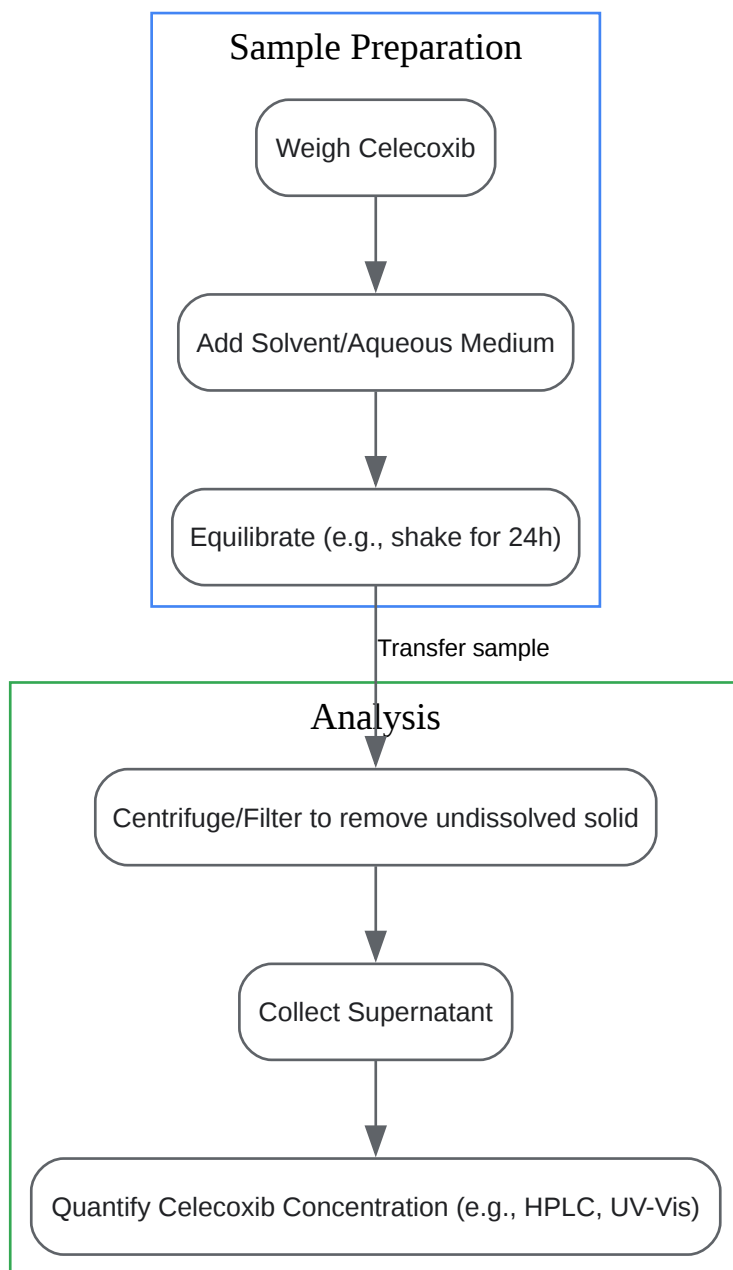 Sample Preparation
Weigh Celecoxib
Add Solvent/Aqueous Medium
Equilibrate (e.g., shake for 24h)
Transfer sample
Analysis
Centrifuge/Filter to remove undissolved solid
Collect Supernatant
Quantify Celecoxib Concentration (e.g., HPLC, UV-Vis)